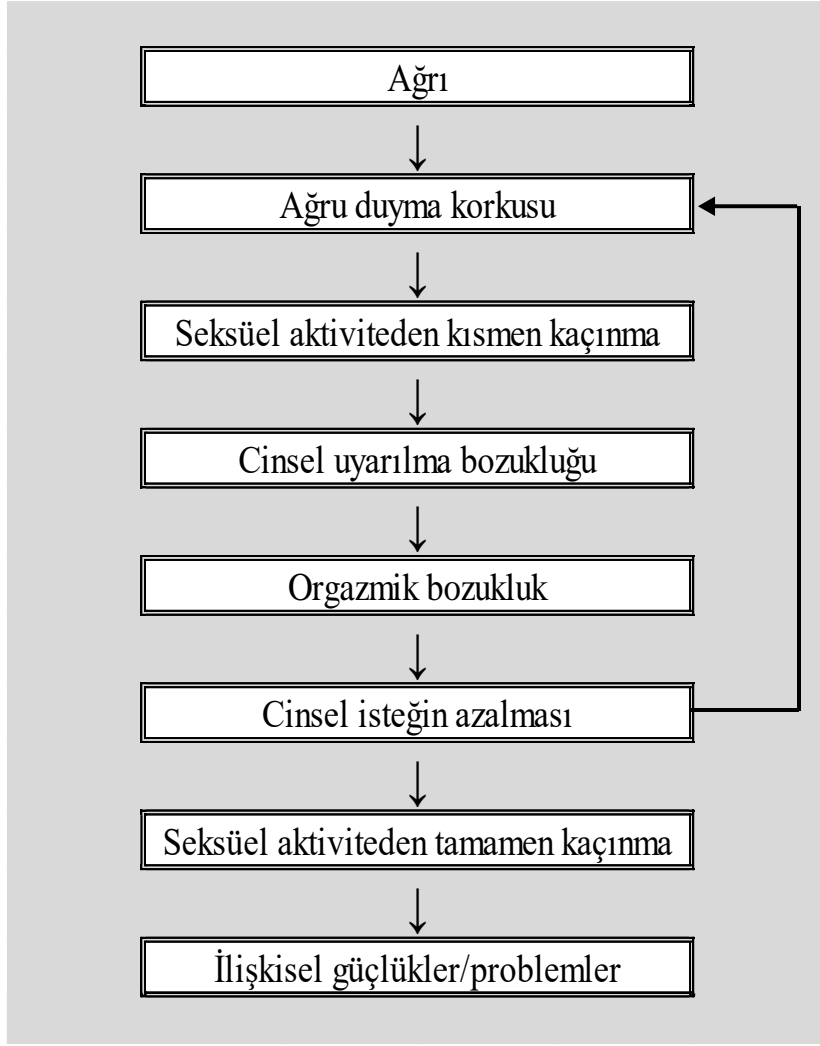 Ağrı
Ağru duyma korkusu
Seksüel aktiviteden kısmen kaçınma
Cinsel uyarılma bozukluğu
Orgazmik bozukluk
Cinsel isteğin azalması
Seksüel aktiviteden tamamen kaçınma
İlişkisel güçlükler/problemler